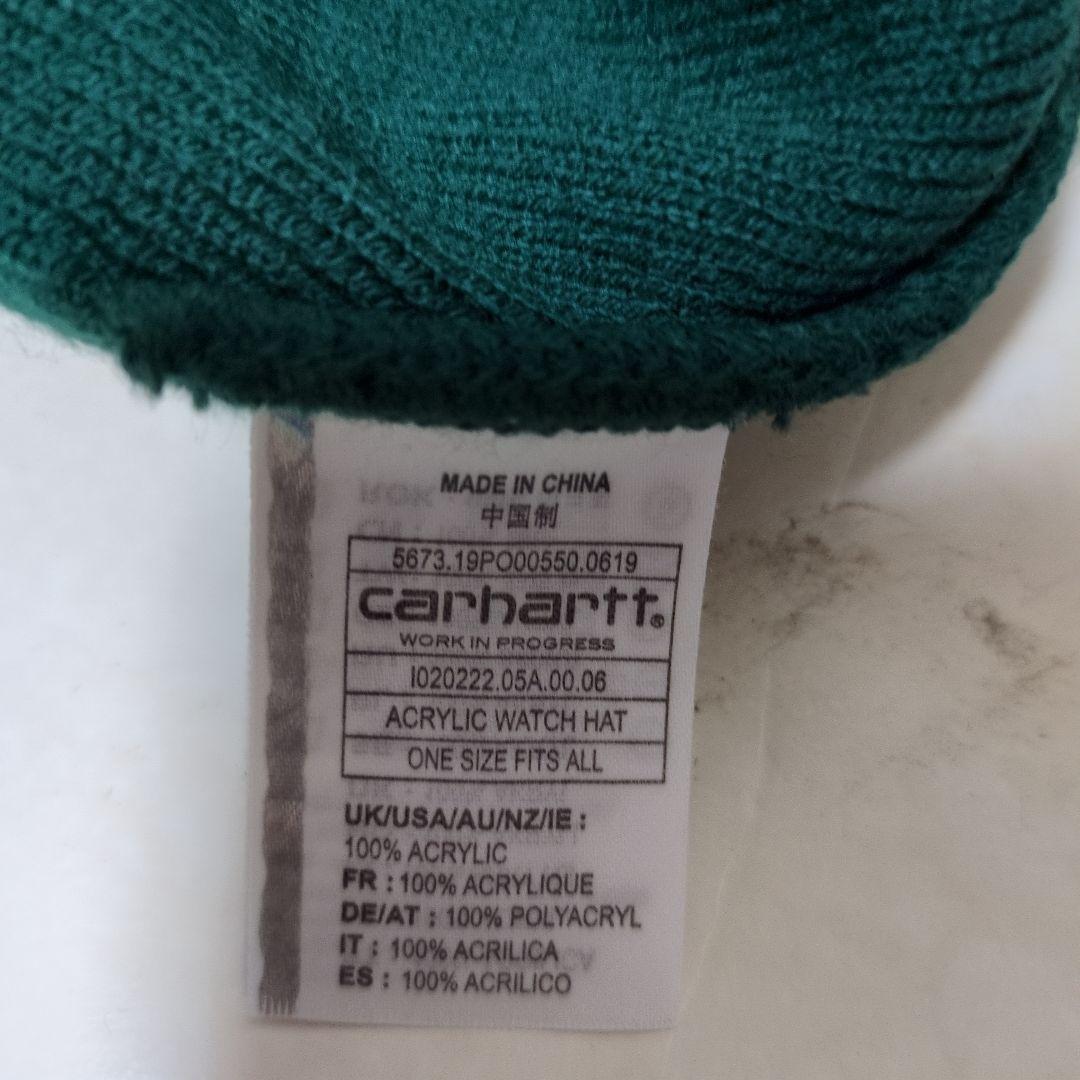 MADE IN CHINA
中国制
5673.19PO00550.0619
carhartt®
WORK IN PROGRESS
I020222.05A.00.06
ACRYLIC WATCH HAT
ONE SIZE FITS ALL
UK/USA/AU/NZ/IE :
100% ACRYLIC
FR : 100% ACRYLIQUE
DE/AT : 100% POLYACRYL
IT : 100% ACRILICA
ES : 100% ACRILICO